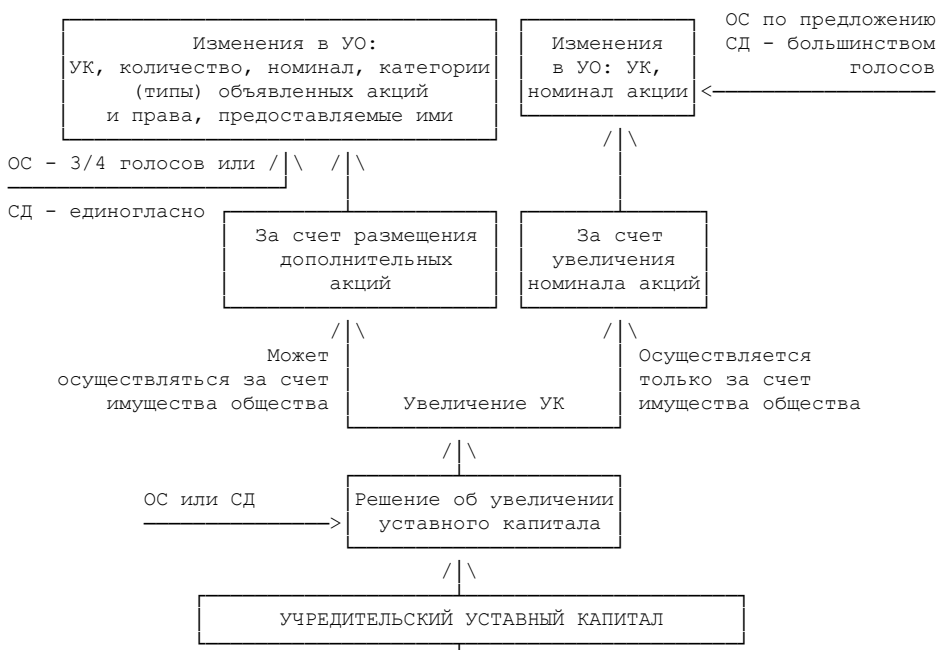 Изменения в УО:
УК, количество, номинал, категории
(типы) объявленных акций
и права, предоставляемые ими
Изменения
в УО: УК,
номинал акции
ОС по предложению
СД - большинством
голосов
ОС - 3/4 голосов или
СД - единогласно
За счет размещения
дополнительных
акций
За счет
увеличения
номинала акций
Может
осуществляться за счет
имущества общества
Увеличение УК
Осуществляется
только за счет
имущества общества
ОС или СД
Решение об увеличении
уставного капитала
УЧРЕДИТЕЛЬСКИЙ УСТАВНЫЙ КАПИТАЛ